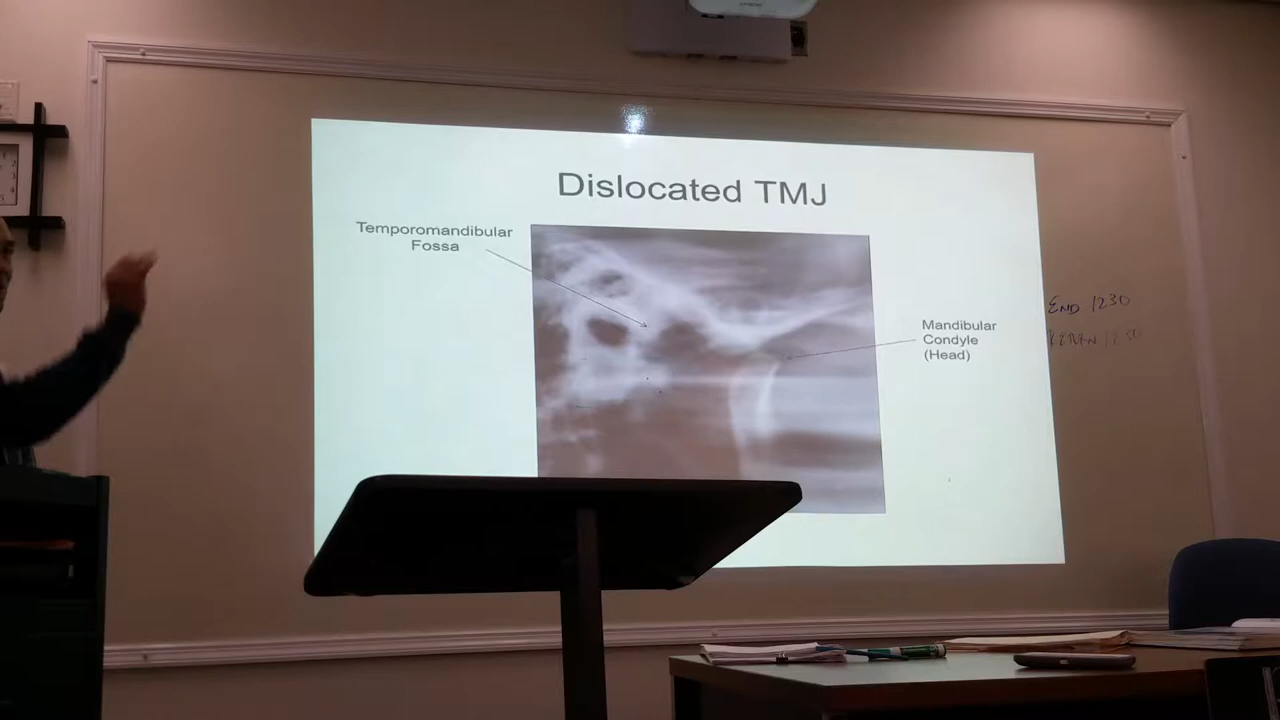 Dislocated TMJ
Temporomandibular
Fossa
Mandibular
Condyle
(Head)
END 1230